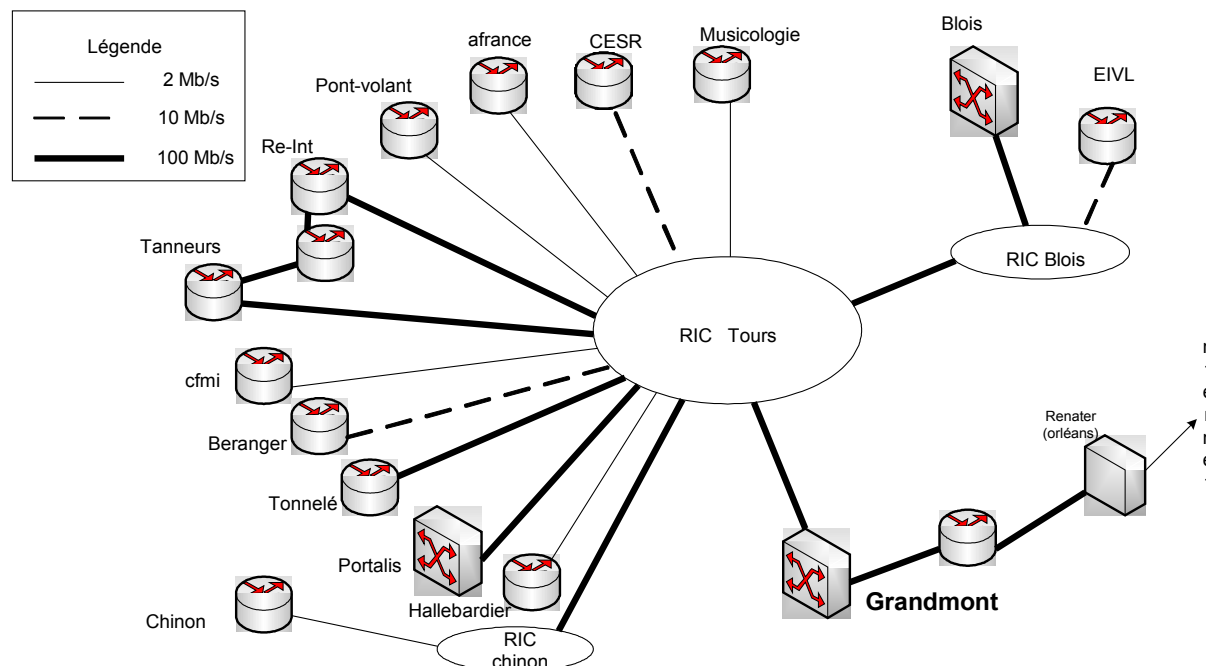 Légende
2 Mb/s
10 Mb/s
100 Mb/s
afrance
CESR
Musicologie
Blois
EIVL
Pont-volant
Re-Int
Tanneurs
RIC Blois
RIC Tours
cfmi
Beranger
Tonnelé
Portalis
Hallebardier
Chinon
RIC
chinon
Grandmont
Renater
(orléans)